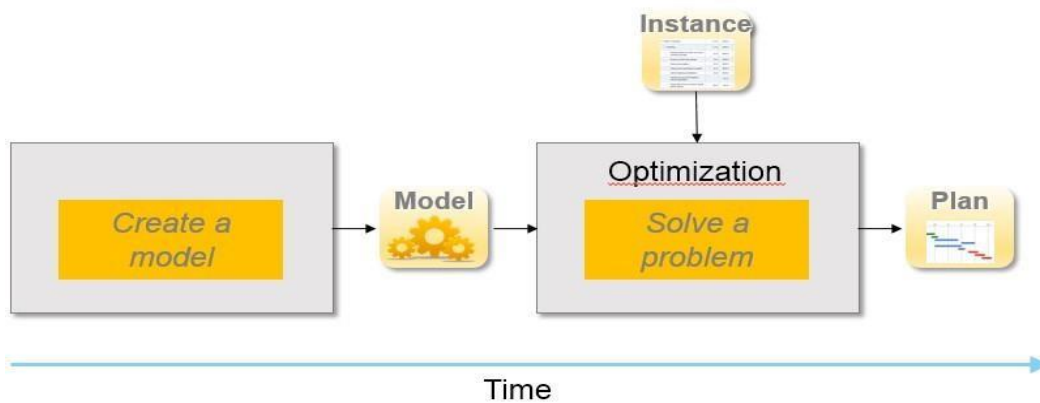 Instance
Optimization
Create a
model
Model
Solve a
problem
Plan
Time